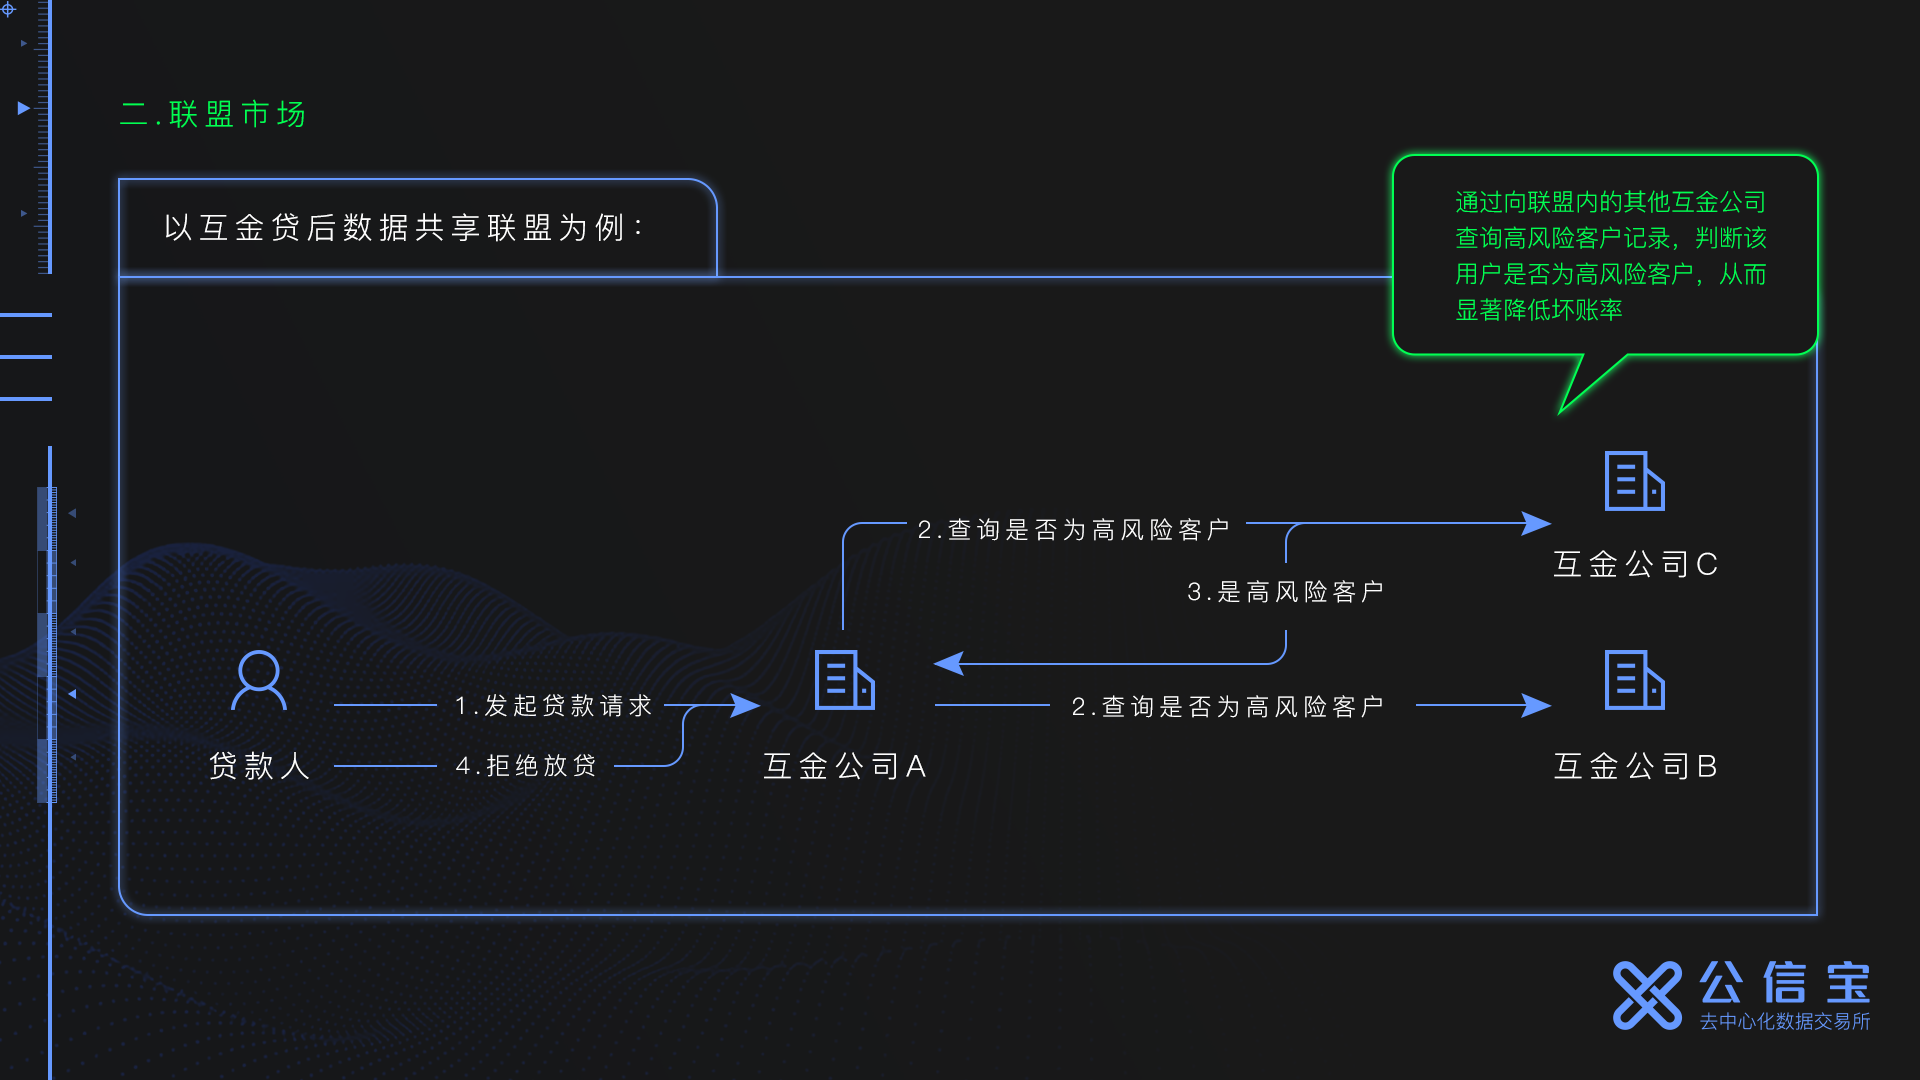 二.联盟市场
以互金贷后数据共享联盟为例：
通过向联盟内的其他互金公司
查询高风险客户记录，判断该
用户是否为高风险客户，从而
显著降低坏账率
2.查询是否为高风险客户
互金公司C
3.是高风险客户
1.发起贷款请求
2.查询是否为高风险客户
贷款人
4.拒绝放贷
互金公司A
互金公司B
公信宝
去中心化数据交易所